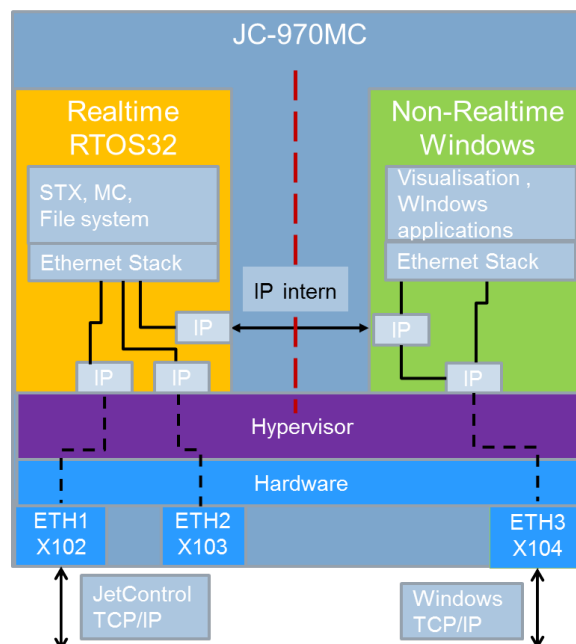 JC-970MC
Realtime
RTOS32
STX, MC,
File system
Ethernet Stack
IP
IP
IP
IP intern
Non-Realtime
Windows
Visualisation ,
WIndows
applications
Ethernet Stack
IP
IP
Hypervisor
Hardware
ETH1
X102
ETH2
X103
ETH3
X104
JetControl
TCP/IP
Windows
TCP/IP